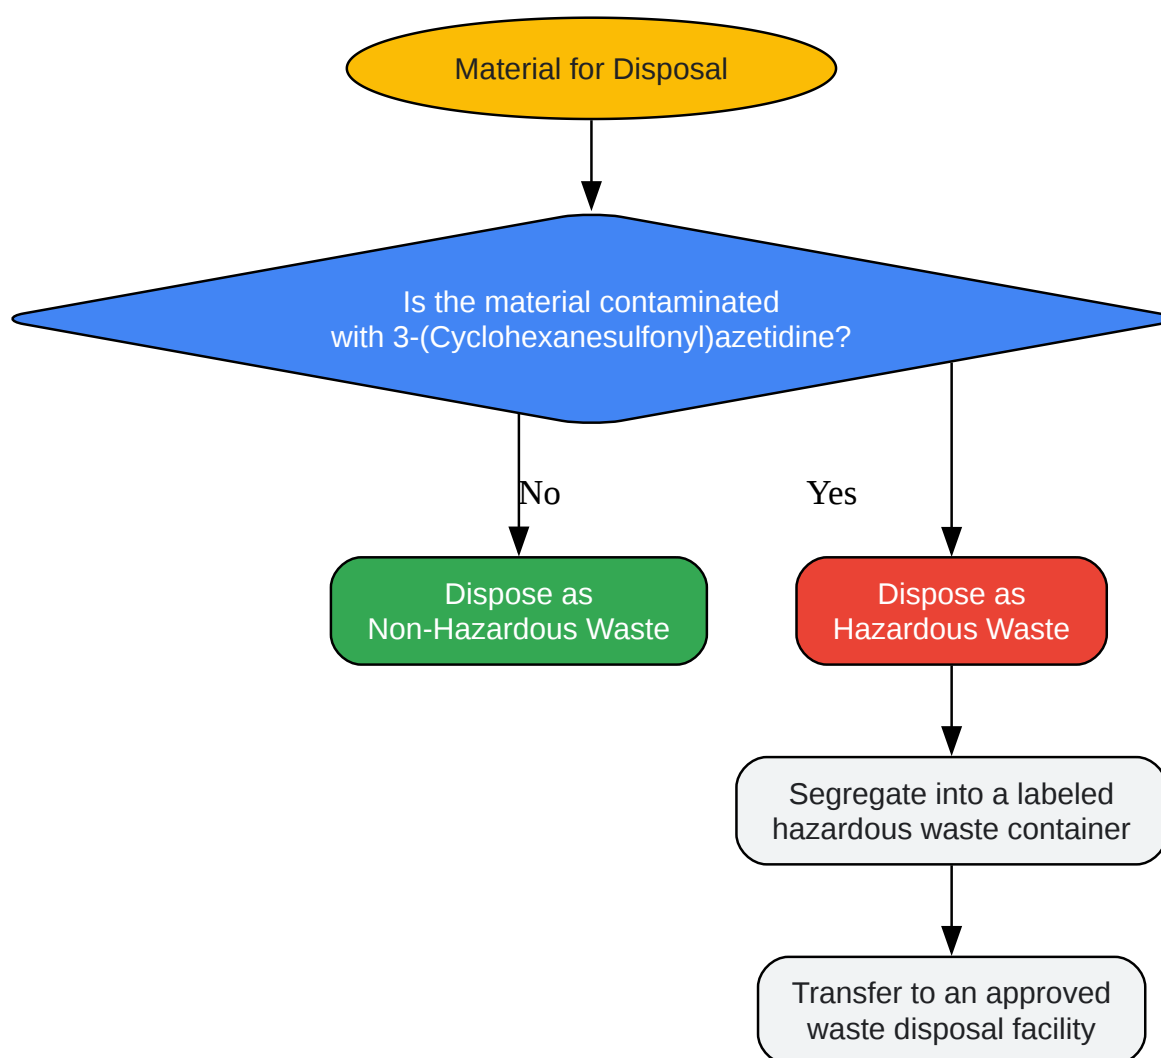 Material for Disposal
Is the material contaminated
with 3-(Cyclohexanesulfonyl)azetidine?
No
Yes
Dispose as
Non-Hazardous Waste
Dispose as
Hazardous Waste
Segregate into a labeled
hazardous waste container
Transfer to an approved
waste disposal facility